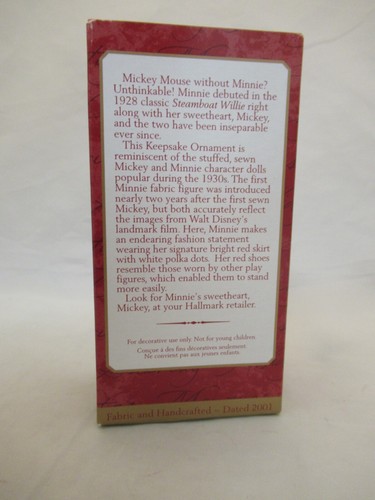 Mickey Mouse without Minnie?
Unthinkable! Minnie debuted in the
1928 classic Steamboat Willie right
along with her sweetheart, Mickey,
and the two have been inseparable
ever since.
This Keepsake Ornament is
reminiscent of the stuffed, sewn
Mickey and Minnie character dolls
popular during the 1930s. The first
Minnie fabric figure was introduced
nearly two years after the first sewn
Mickey, but both accurately reflect
the images from Walt Disney's
landmark film. Here, Minnie makes
an endearing fashion statement
wearing her signature bright red skirt
with white polka dots. Her red shoes
resemble those worn by other play
figures, which enabled them to stand
more easily.
Look for Minnie's sweetheart,
Mickey, at your Hallmark retailer.
For decorative use only. Not for young children.
Conçue à des fins décoratives seulement.
Ne convient pas aux jeunes enfants.
Fabric and Handcrafted – Dated 2001